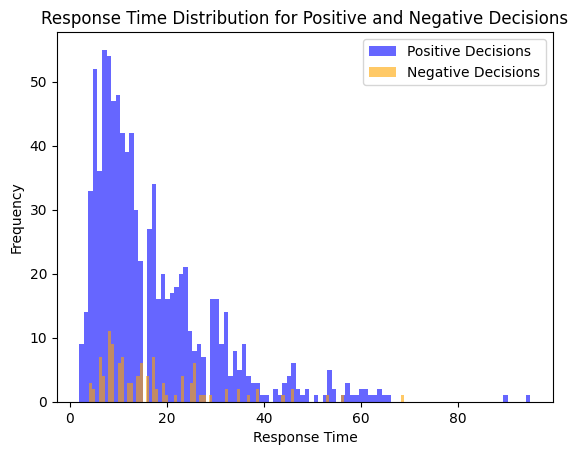 Response Time Distribution for Positive and Negative Decisions
Positive Decisions
Negative Decisions
Frequency
50
40
30
20
10
0
0 20 40 60 80
Response Time